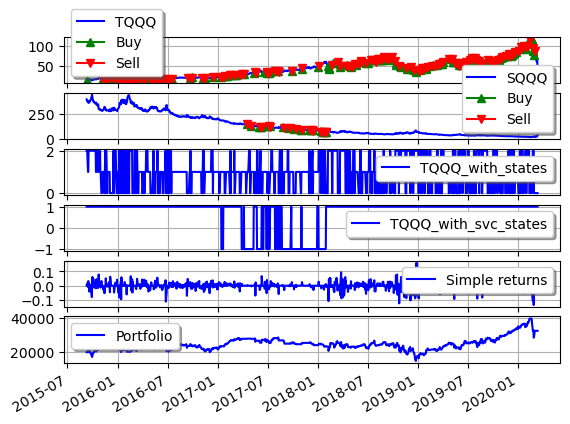 TQQQ
Buy
Sell
100
50
SQQQ
Buy
Sell
250
0
2
0
TQQQ_with_states
1
0
−1
TQQQ_with_svc_states
0.1
0.0
−0.1
Simple returns
40000
20000
Portfolio
2015-07
2016-01
2016-07
2017-01
2017-07
2018-01
2018-07
2019-01
2019-07
2020-01